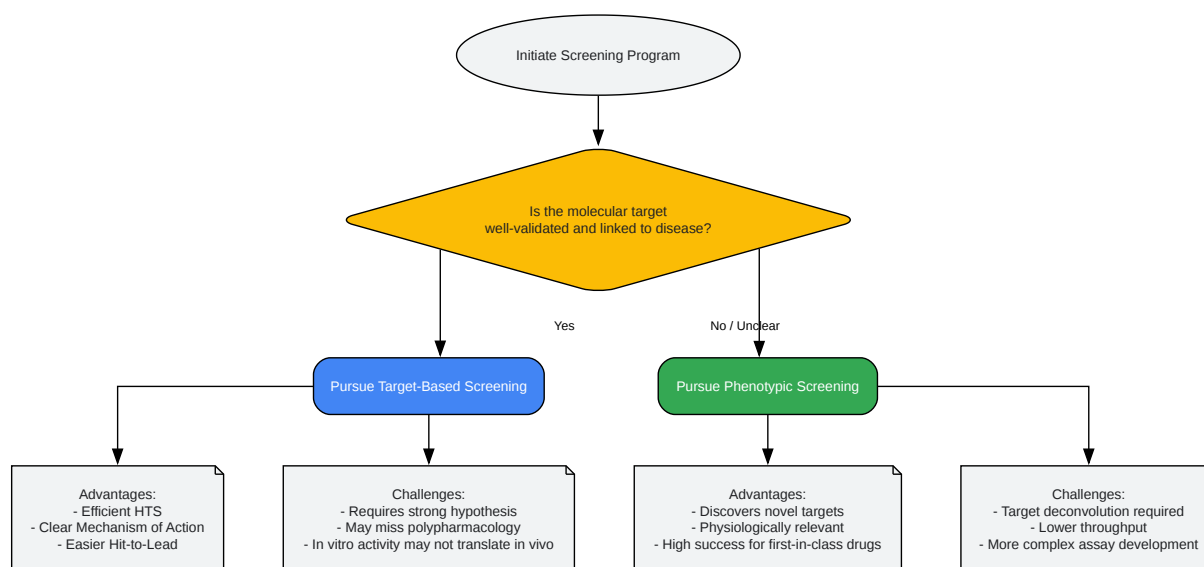 Initiate Screening Program
Is the molecular target
well-validated and linked to disease?
Yes
No / Unclear
Pursue Target-Based Screening
Pursue Phenotypic Screening
Advantages:
- Efficient HTS
- Clear Mechanism of Action
- Easier Hit-to-Lead
Challenges:
- Requires strong hypothesis
- May miss polypharmacology
- In vitro activity may not translate in vivo
Advantages:
- Discovers novel targets
- Physiologically relevant
- High success for first-in-class drugs
Challenges:
- Target deconvolution required
- Lower throughput
- More complex assay development